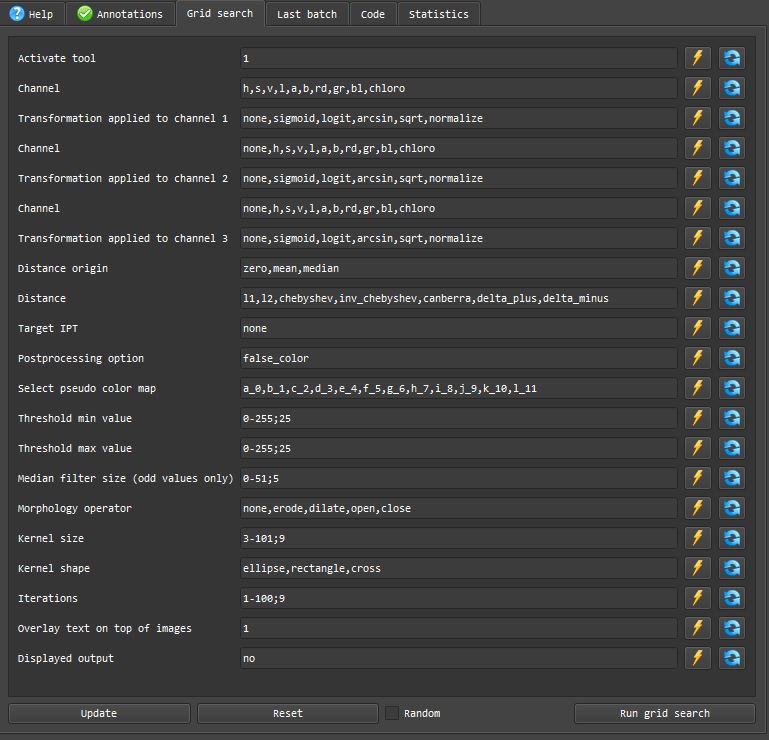 ? Help Annotations Grid search Last batch Code Statistics
Activate tool 1
Channel h,s,v,l,a,b,rd,gr,bl,chloro
Transformation applied to channel 1 none,sigmoid,logit,arcsin,sqrt,normalize
Channel none,h,s,v,l,a,b,rd,gr,bl,chloro
Transformation applied to channel 2 none,sigmoid,logit,arcsin,sqrt,normalize
Channel none,h,s,v,l,a,b,rd,gr,bl,chloro
Transformation applied to channel 3 none,sigmoid,logit,arcsin,sqrt,normalize
Distance origin zero,mean,median
Distance l1,l2,chebyshev,inv_chebyshev,canberra,delta_plus,delta_minus
Target IPT none
Postprocessing option false_color
Select pseudo color map a_0,b_1,c_2,d_3,e_4,f_5,g_6,h_7,i_8,j_9,k_10,l_11
Threshold min value 0-255;25
Threshold max value 0-255;25
Median filter size (odd values only) 0-51;5
Morphology operator none,erode,dilate,open,close
Kernel size 3-101;9
Kernel shape ellipse,rectangle,cross
Iterations 1-100;9
Overlay text on top of images 1
Displayed output no
Update Reset Random Run grid search